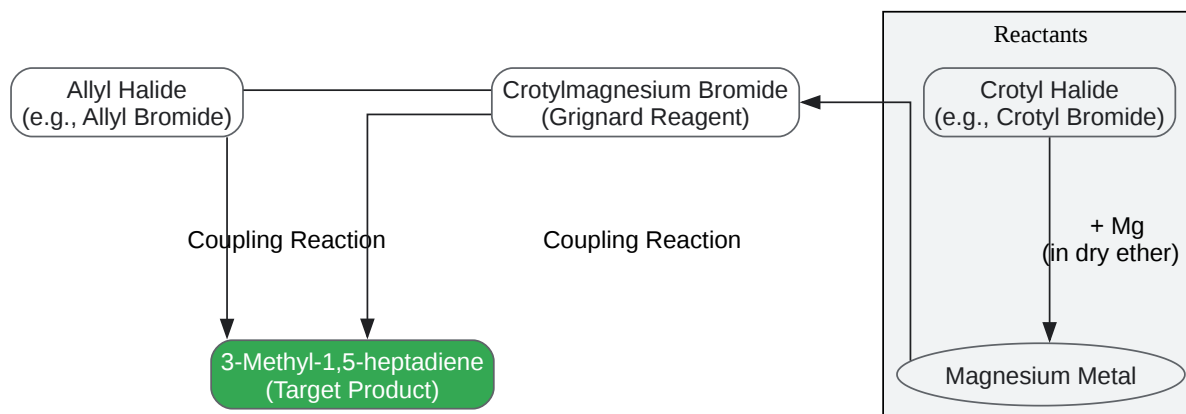 Reactants
Allyl Halide
(e.g., Allyl Bromide)
Crotylmagnesium Bromide
(Grignard Reagent)
Crotyl Halide
(e.g., Crotyl Bromide)
Coupling Reaction
Coupling Reaction
+ Mg
(in dry ether)
3-Methyl-1,5-heptadiene
(Target Product)
Magnesium Metal